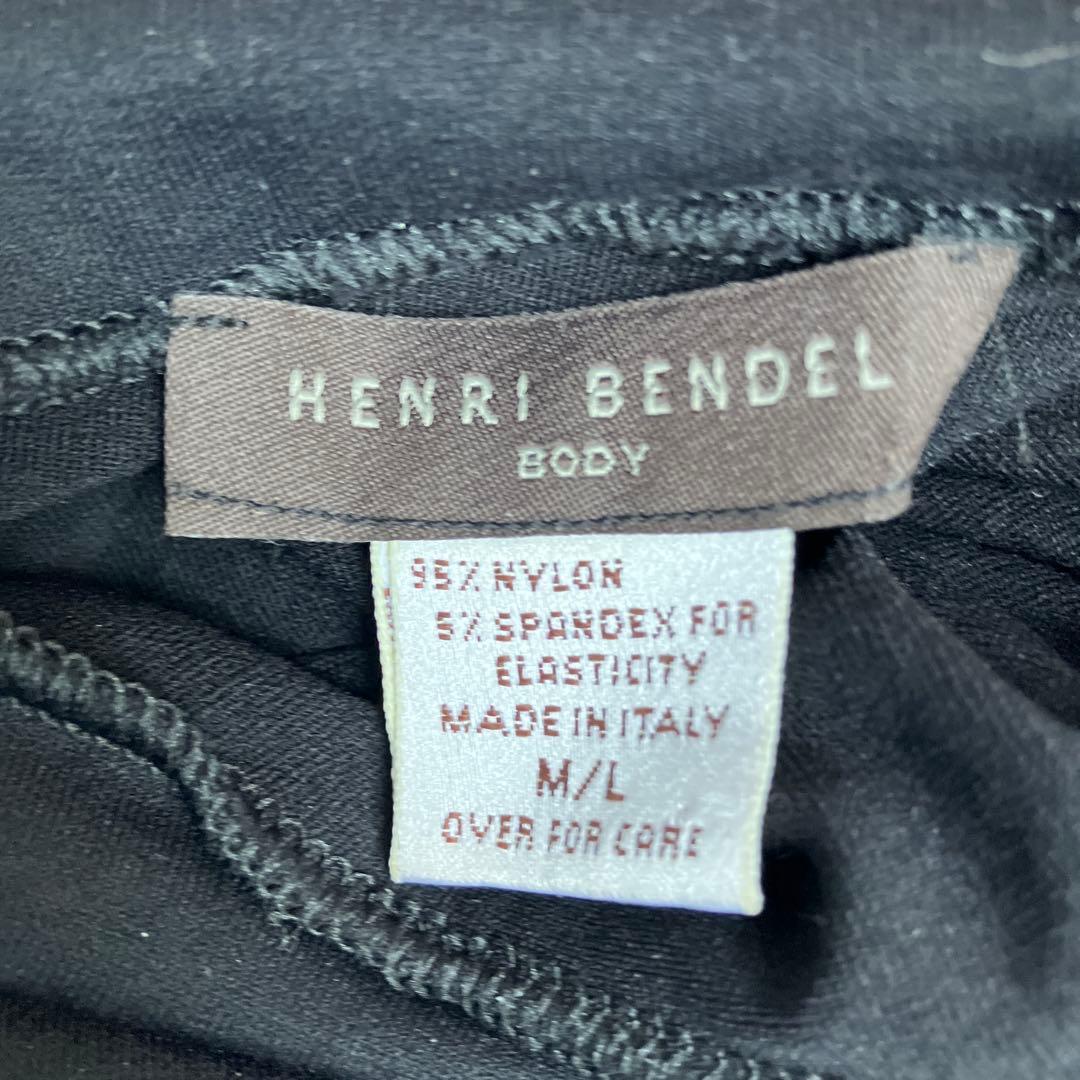 HENRI BENDEL
BODY
95% NYLON
5% SPANDEX FOR
ELASTICITY
MADE IN ITALY
M/L
OVER FOR CARE